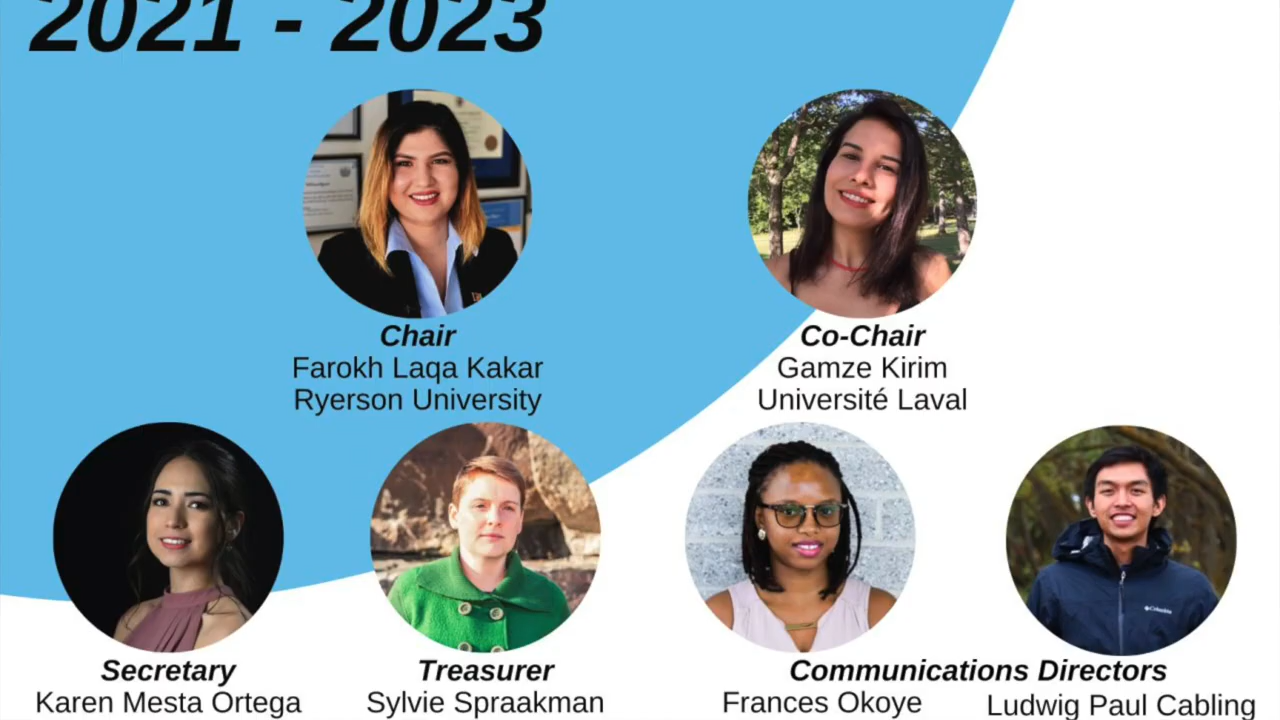 2021 - 2023
Chair
Farokh Laqa Kakar
Ryerson University
Co-Chair
Gamze Kirim
Université Laval
Secretary
Karen Mesta Ortega
Treasurer
Sylvie Spraakman
Communications Directors
Frances Okoye
Ludwig Paul Cabling
Columbia